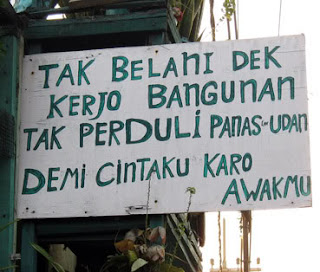 TAK BELANI DEK
KERJO BANGUNAN
TAK PERDULI PANAS-UDAN
DEMI CINTAKU KARO
AWAKMU